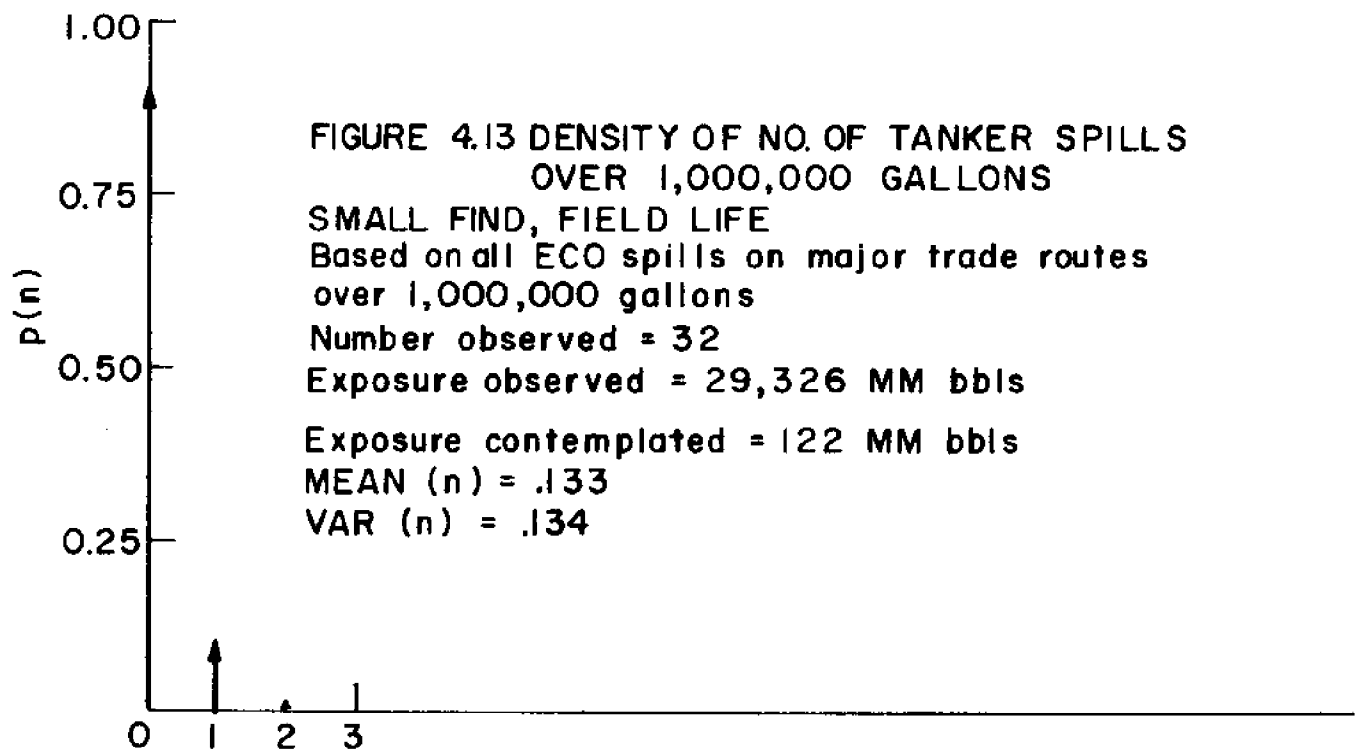 1.00
0.75
0.50
0.25
p(n)
FIGURE 4.13 DENSITY OF NO. OF TANKER SPILLS
OVER 1,000,000 GALLONS
SMALL FIND, FIELD LIFE
Based on all ECO spills on major trade routes
over 1,000,000 gallons
Number observed = 32
Exposure observed = 29,326 MM bbls
Exposure contemplated = 122 MM bbls
MEAN (n) = .133
VAR (n) = .134
0 1 2 3